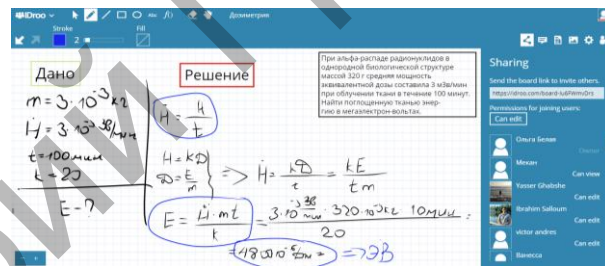 IDroo
Дозиметрия
Stroke
Fill
2
Дано
Решение
При альфа-распаде радионуклидов в
однородной биологической структуре
массой 320 г средняя мощность
эквивалентной дозы составила 3 мЗв/мин
при облучении ткани в течение 100 минут.
Найти поглощенную тканью энер-
гию в мегаэлектрон-вольтах.
m = 3·10⁻³ кг
Ḣ = 3·10⁻³ Зв/мин
t = 100 мин
k = 20
E - ?
Ḣ = h/t
H = kD
D = E/m
=> Ḣ = kD/t = kE/tm
E = Ḣ·mt/k = 3·10⁻³ Зв/мин · 320·10⁻³ кг 10 мин / 20 =
=> эВ
Sharing
Send the board link to invite others.
Permissions for joining users:
Can edit
Ольга Белая
Owner
Механ
Can view
Yasser Ghabshe
Can edit
Ibrahim Salloum
Can edit
victor andres
Can edit
Ванесса
Can edit